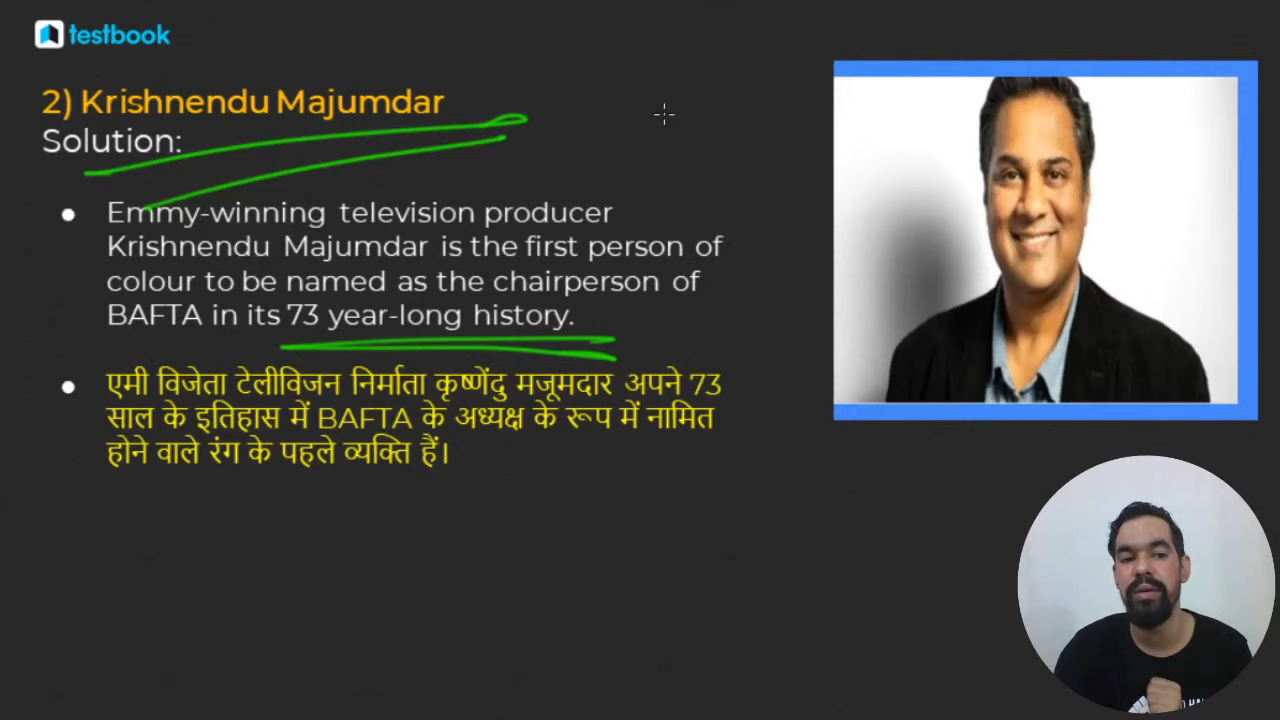 testbook
2) Krishnendu Majumdar
Solution:
● Emmy-winning television producer
Krishnendu Majumdar is the first person of
colour to be named as the chairperson of
BAFTA in its 73 year-long history.
● एमी विजेता टेलीविजन निर्माता कृष्णेंदु मजूमदार अपने 73
साल के इतिहास में BAFTA के अध्यक्ष के रूप में नामित
होने वाले रंग के पहले व्यक्ति हैं।